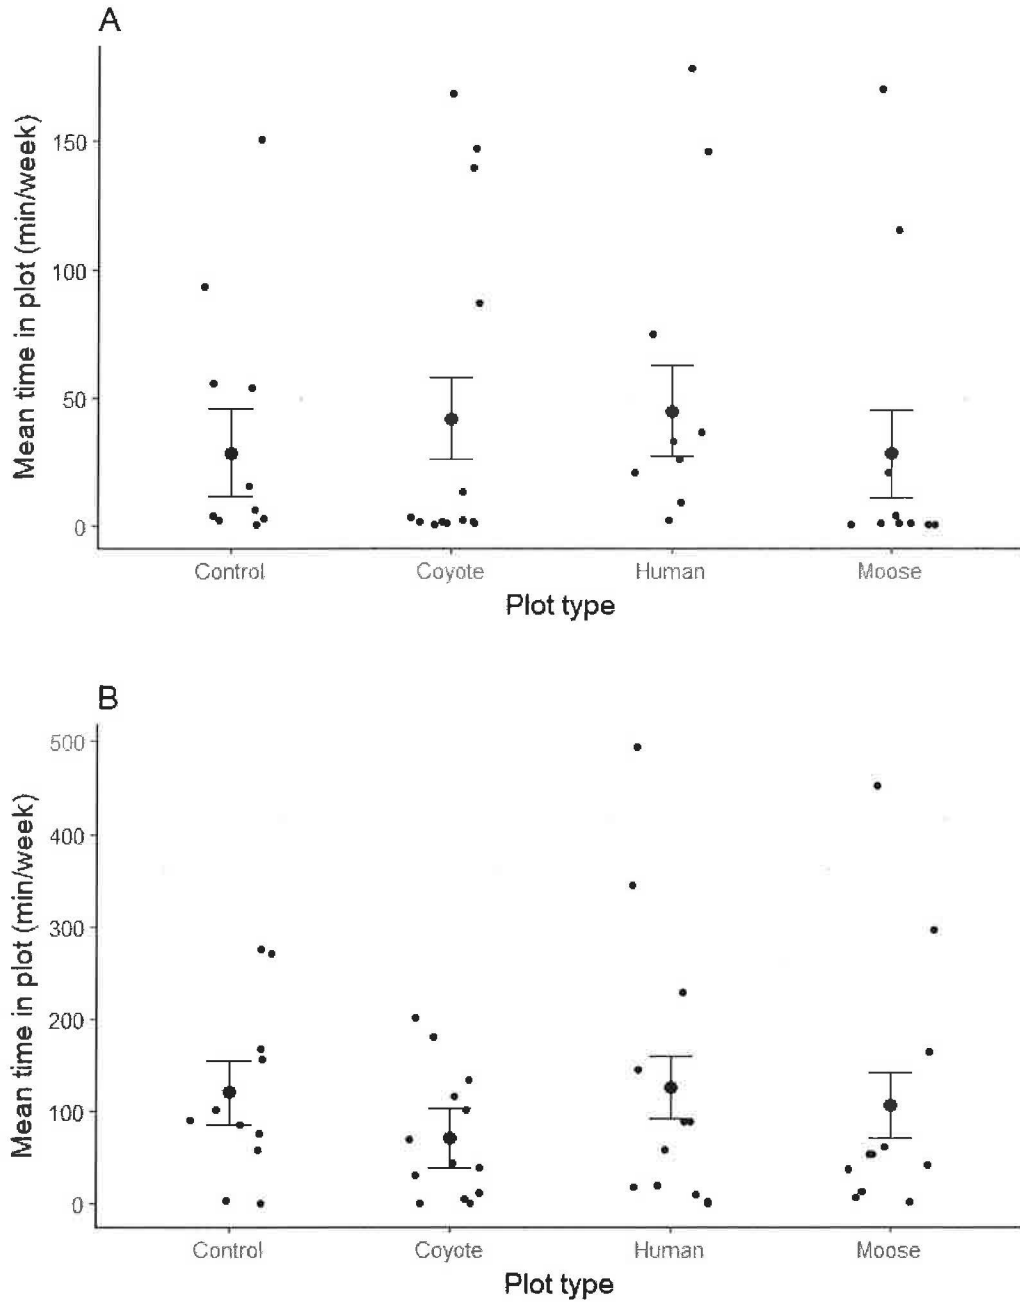 A
Mean time in plot (min/week)
150
100
50
0
Control Coyote Human Moose
Plot type
B
Mean time in plot (min/week)
500
400
300
200
100
0
Control Coyote Human Moose
Plot type